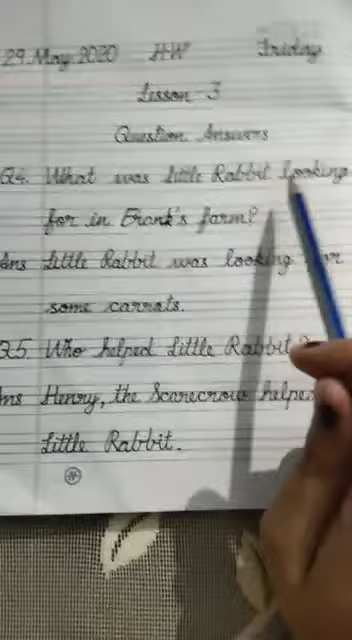 29.May.2020 H.W Friday
Lesson-3
Question Answers
Q4. What was Little Rabbit Looking
for in Frank's farm?
Ans Little Rabbit was looking for
some carrots.
Q5. Who helped Little Rabbit?
Ans Henry, the Scarecrow helped
Little Rabbit.